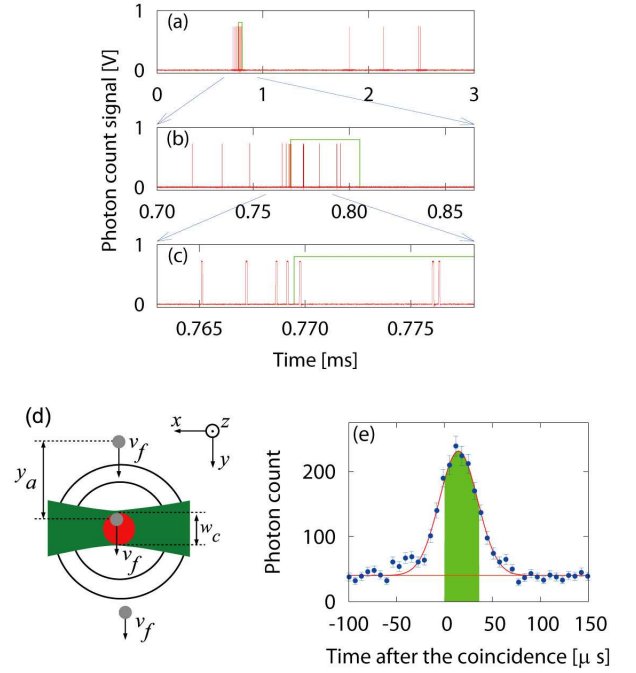 Photon count signal [V]
(a)
1
0
0 1 2 3
(b)
1
0
0.70 0.75 0.80 0.85
(c)
1
0
0.765 0.770 0.775
Time [ms]
(d)
x z
y
v_f
y_a
w_c
v_f
v_f
(e)
Photon count
200
100
0
-100 -50 0 50 100 150
Time after the coincidence [μ s]